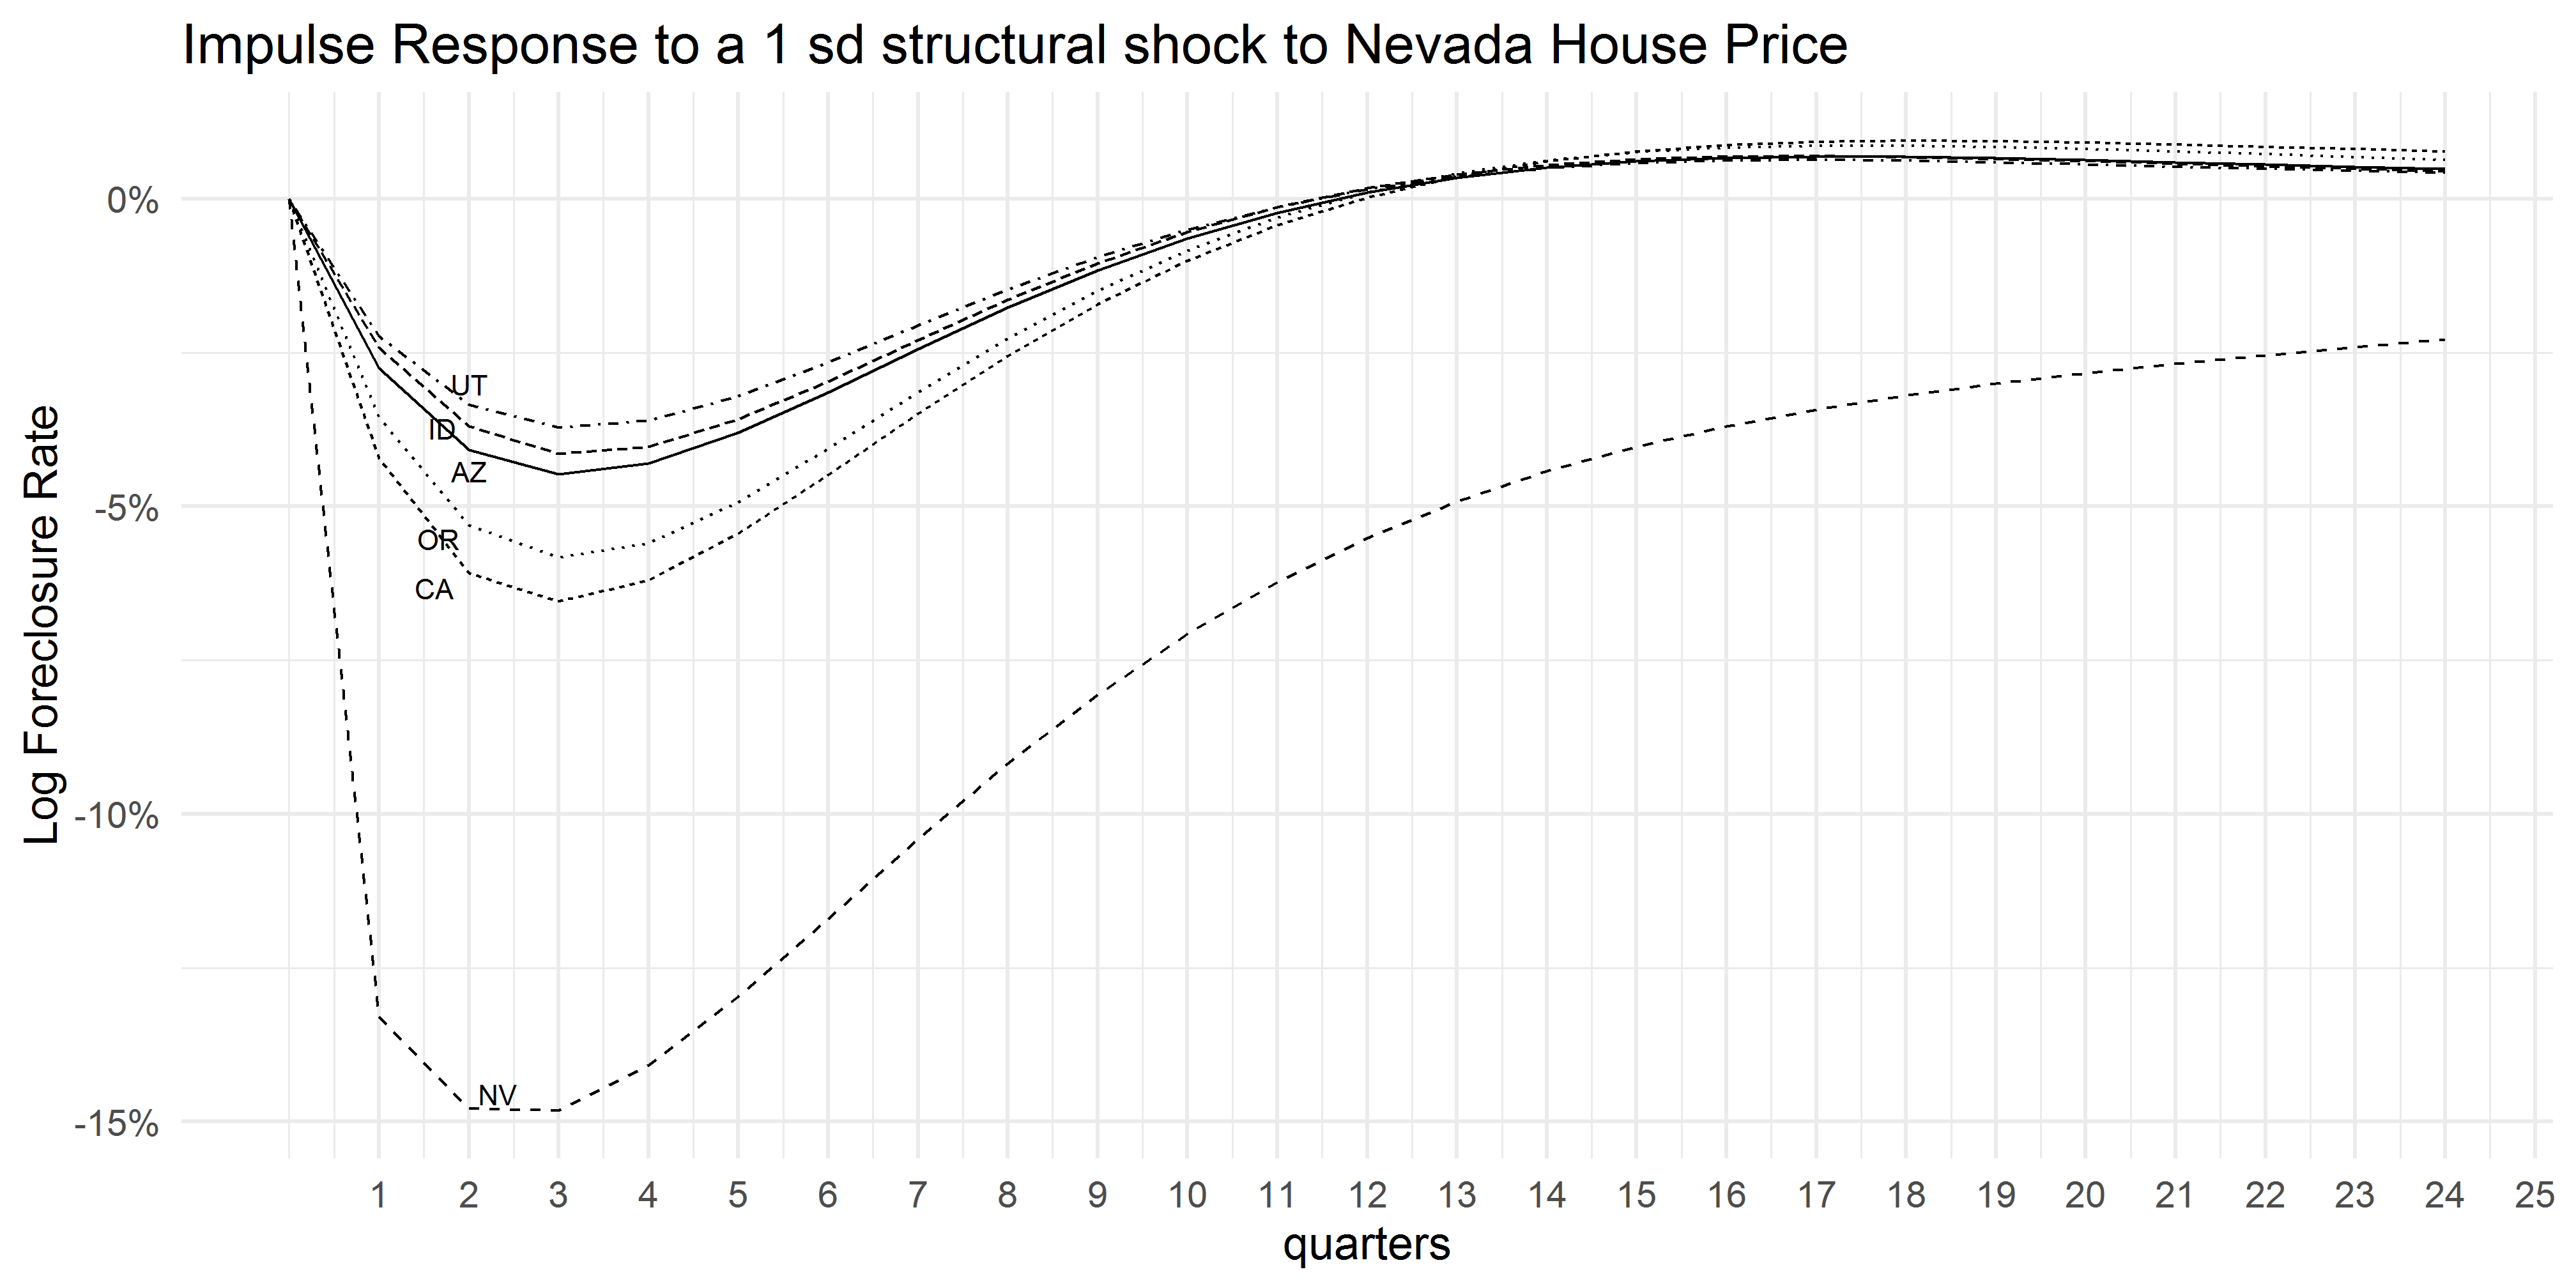 Impulse Response to a 1 sd structural shock to Nevada House Price
Log Foreclosure Rate
0%
-5%
-10%
-15%
UT
ID
AZ
OR
CA
NV
1 2 3 4 5 6 7 8 9 10 11 12 13 14 15 16 17 18 19 20 21 22 23 24 25
quarters